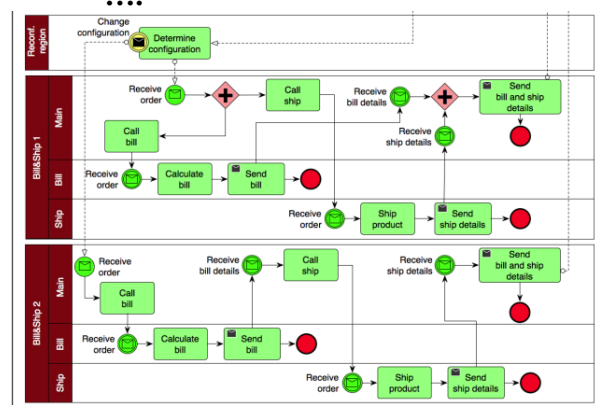 Change
configuration
Reconf.
region
Determine
configuration
Bill&Ship 1
Main
Receive
order
Call
ship
Receive
bill details
Send
bill and ship
details
Call
bill
Receive
ship details
Bill
Receive
order
Calculate
bill
Send
bill
Ship
Receive
order
Ship
product
Send
ship details
Bill&Ship 2
Main
Receive
order
Receive
bill details
Call
ship
Receive
ship details
Send
bill and ship
details
Call
bill
Bill
Receive
order
Calculate
bill
Send
bill
Ship
Receive
order
Ship
product
Send
ship details